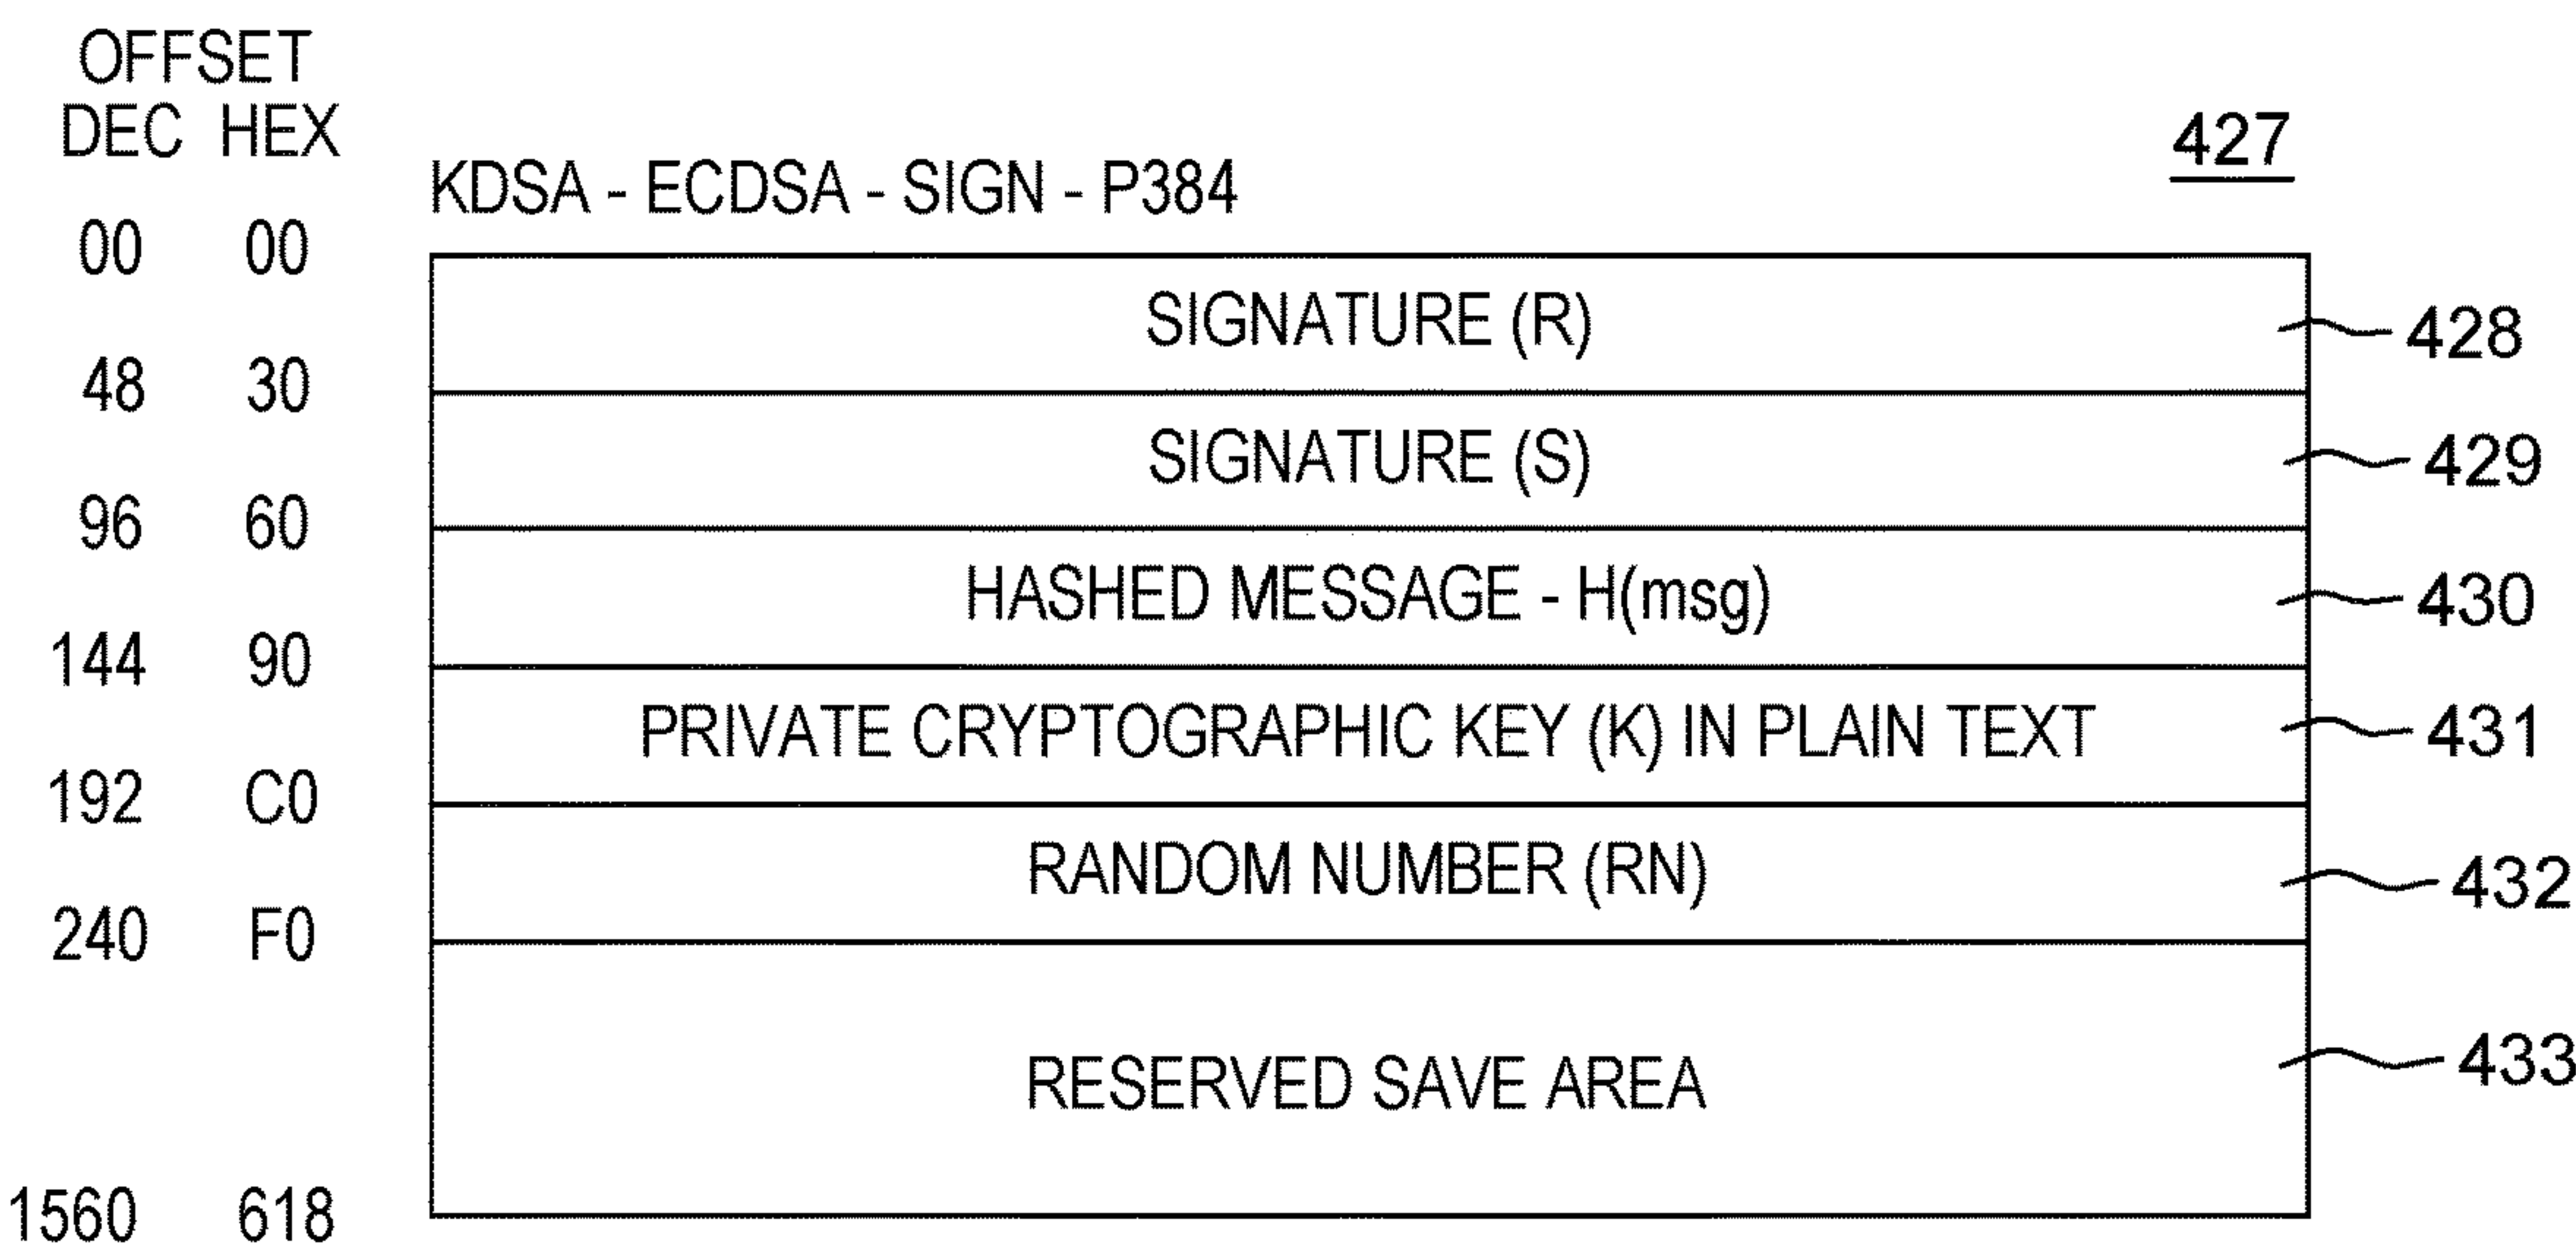 OFFSET
DEC HEX
427
KDSA - ECDSA - SIGN - P384
00 00
SIGNATURE (R)
428
48 30
SIGNATURE (S)
429
96 60
HASHED MESSAGE - H(msg)
430
144 90
PRIVATE CRYPTOGRAPHIC KEY (K) IN PLAIN TEXT
431
192 C0
RANDOM NUMBER (RN)
432
240 F0
RESERVED SAVE AREA
433
1560 618